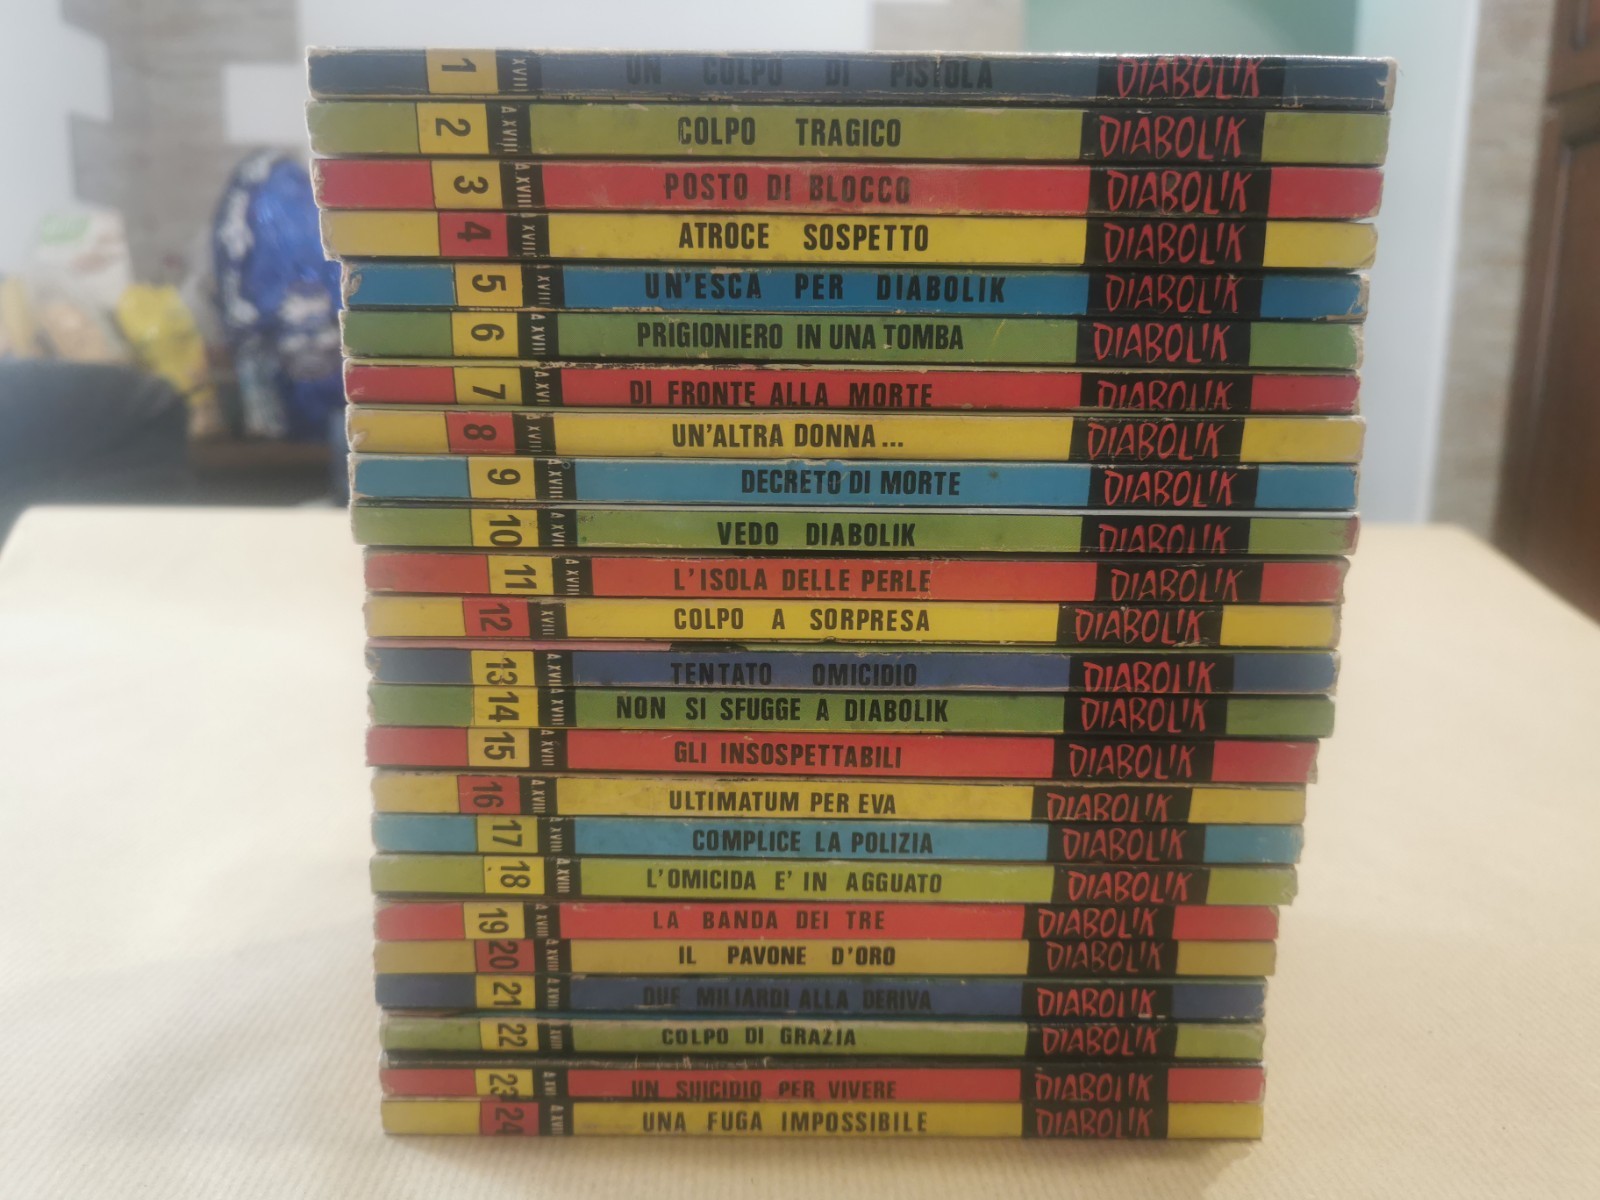 1 XVIII UN COLPO DI PISTOLA DIABOLIK
2 A XVIII COLPO TRAGICO DIABOLIK
3 A XVIII POSTO DI BLOCCO DIABOLIK
4 XVIII ATROCE SOSPETTO DIABOLIK
5 A XVIII UN'ESCA PER DIABOLIK DIABOLIK
6 A XVIII PRIGIONIERO IN UNA TOMBA DIABOLIK
7 A XVI DI FRONTE ALLA MORTE DIABOLIK
8 A XVIII UN'ALTRA DONNA... DIABOLIK
9 A XVIII DECRETO DI MORTE DIABOLIK
10 A XVII VEDO DIABOLIK DIABOLIK
11 A XVIII L'ISOLA DELLE PERLE DIABOLIK
12 XVIII COLPO A SORPRESA DIABOLIK
13 A XVII TENTATO OMICIDIO DIABOLIK
14 A XVIII NON SI SFUGGE A DIABOLIK DIABOLIK
15 A XVIII GLI INSOSPETTABILI DIABOLIK
16 A XVIII ULTIMATUM PER EVA DIABOLIK
17 A XVIII COMPLICE LA POLIZIA DIABOLIK
18 A XVIII L'OMICIDA E' IN AGGUATO DIABOLIK
19 A XVIII LA BANDA DEI TRE DIABOLIK
20 A XVIII IL PAVONE D'ORO DIABOLIK
21 A XVII DUE MILIARDI ALLA DERIVA DIABOLIK
22 XVIII COLPO DI GRAZIA DIABOLIK
23 A XVI UN SUICIDIO PER VIVERE DIABOLIK
24 A XVII UNA FUGA IMPOSSIBILE DIABOLIK